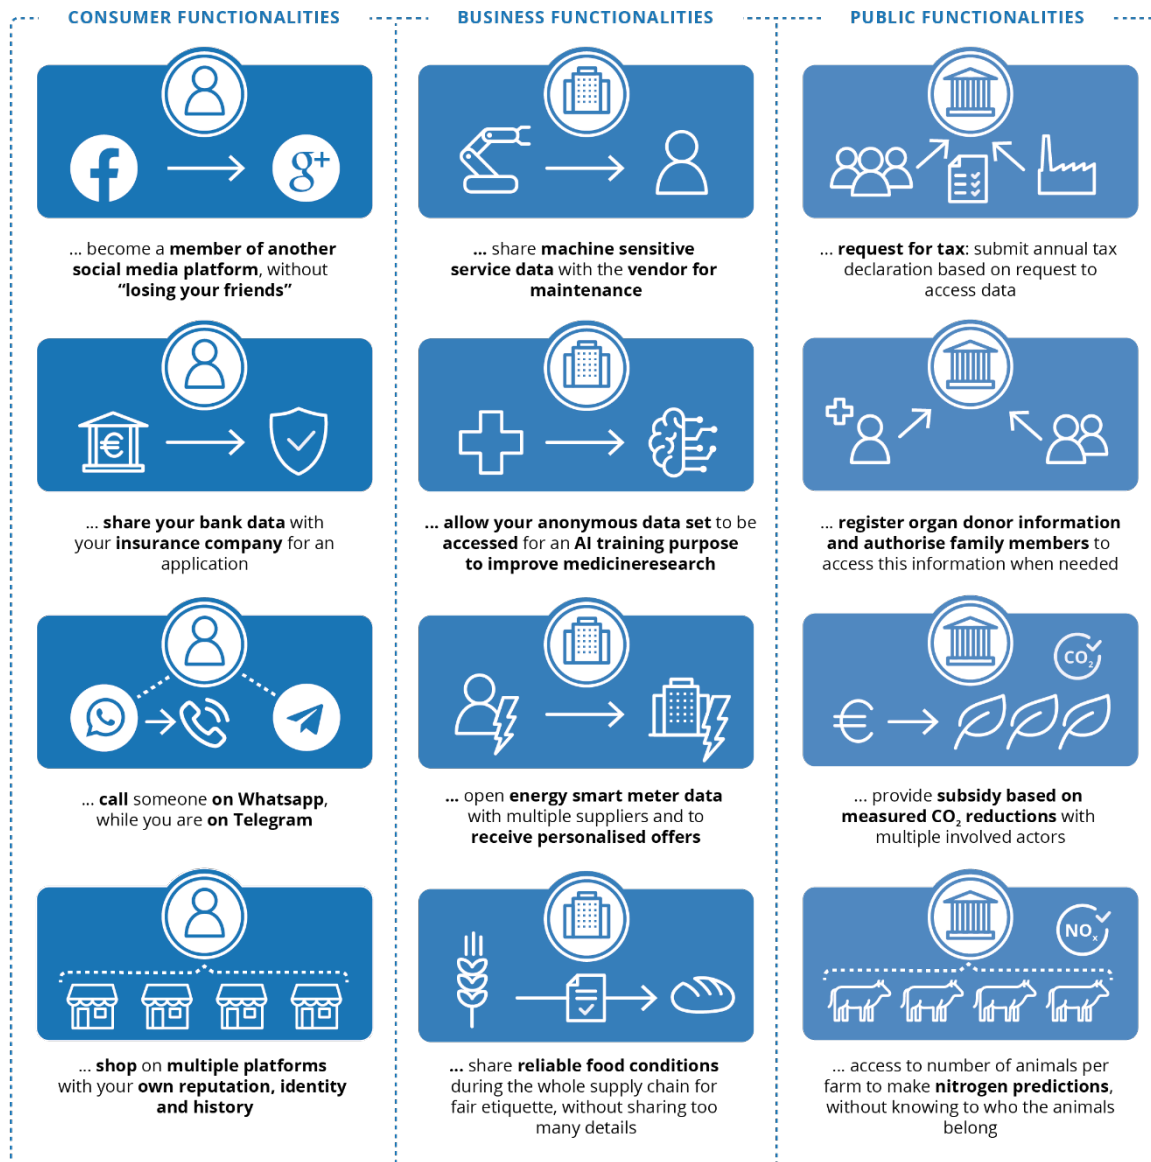 CONSUMER FUNCTIONALITIES
... become a member of another
social media platform, without
“losing your friends”
... share your bank data with
your insurance company for an
application
... call someone on Whatsapp,
while you are on Telegram
... shop on multiple platforms
with your own reputation, identity
and history
BUSINESS FUNCTIONALITIES
... share machine sensitive
service data with the vendor for
maintenance
... allow your anonymous data set to be
accessed for an AI training purpose
to improve medicineresearch
... open energy smart meter data
with multiple suppliers and to
receive personalised offers
... share reliable food conditions
during the whole supply chain for
fair etiquette, without sharing too
many details
PUBLIC FUNCTIONALITIES
... request for tax: submit annual tax
declaration based on request to
access data
... register organ donor information
and authorise family members to
access this information when needed
CO₂
... provide subsidy based on
measured CO₂ reductions with
multiple involved actors
NOₓ
... access to number of animals per
farm to make nitrogen predictions,
without knowing to who the animals
belong
g+